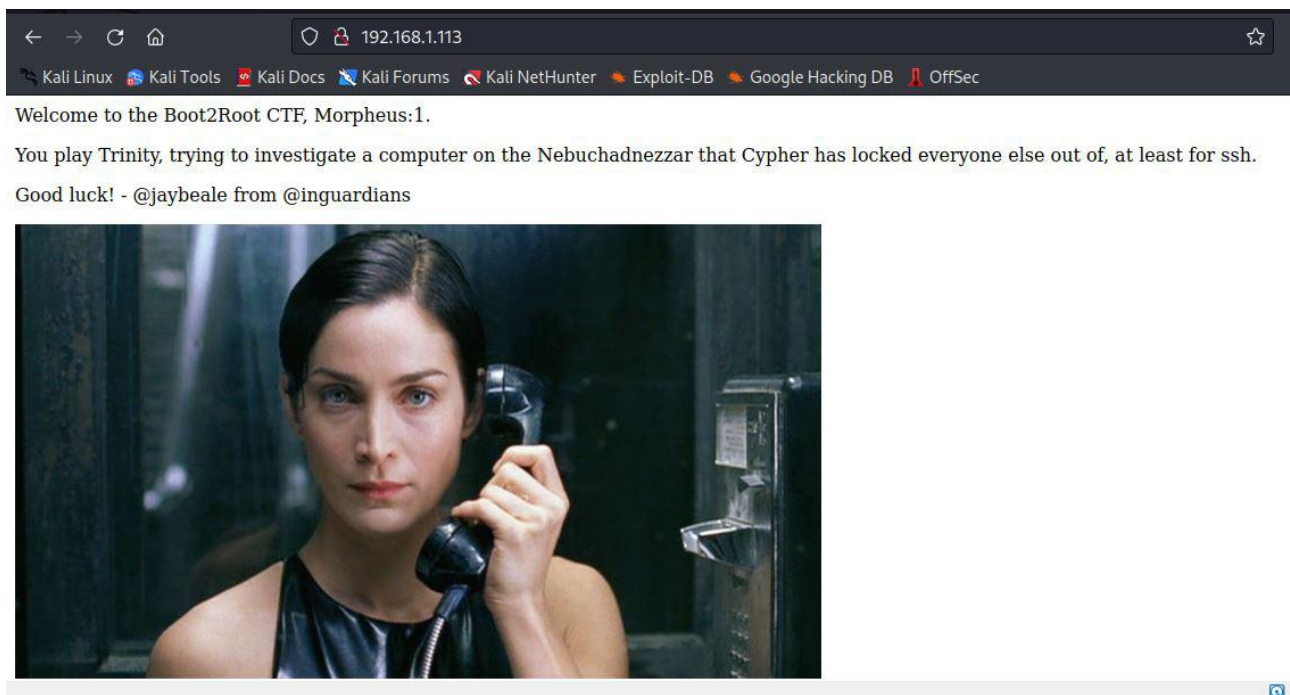 192.168.1.113
Kali Linux Kali Tools Kali Docs Kali Forums Kali NetHunter Exploit-DB Google Hacking DB OffSec
Welcome to the Boot2Root CTF, Morpheus:1.
You play Trinity, trying to investigate a computer on the Nebuchadnezzar that Cypher has locked everyone else out of, at least for ssh.
Good luck! - @jaybeale from @inguardians